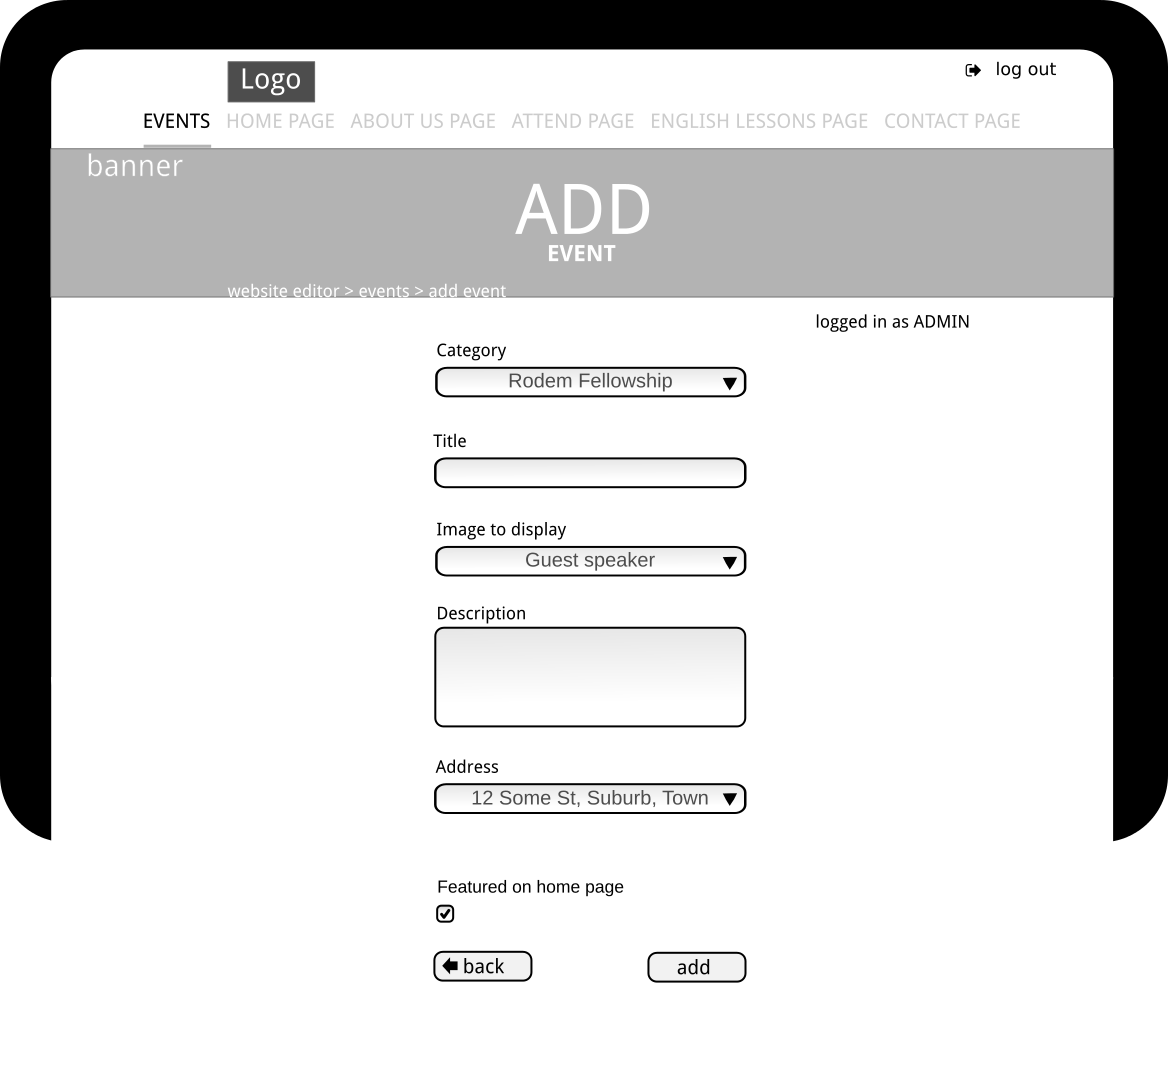 Logo
log out
EVENTS HOME PAGE ABOUT US PAGE ATTEND PAGE ENGLISH LESSONS PAGE CONTACT PAGE
banner
ADD
EVENT
website editor > events > add event
logged in as ADMIN
Category
Rodem Fellowship
Title
Image to display
Guest speaker
Description
Address
12 Some St, Suburb, Town
Featured on home page
back
add